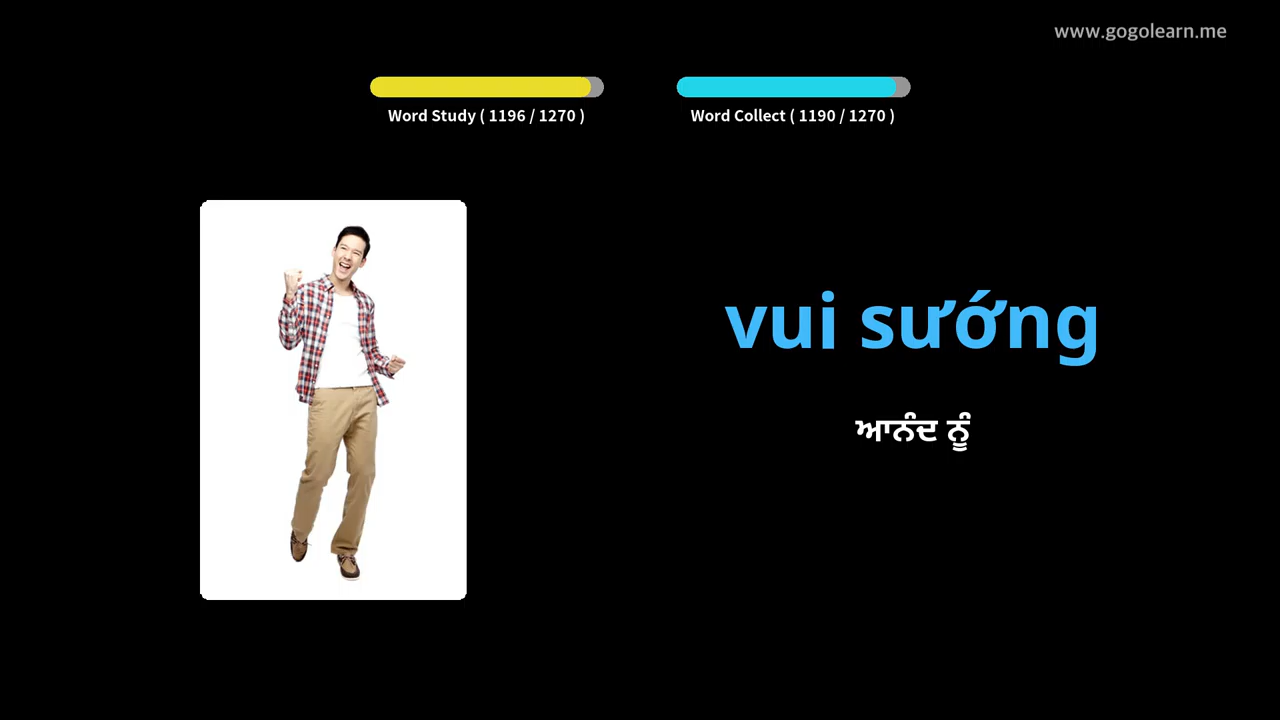 www.gogolearn.me
Word Study ( 1196 / 1270 )
Word Collect ( 1190 / 1270 )
vui sướng
ਆਨੰਦ ਨੂੰ